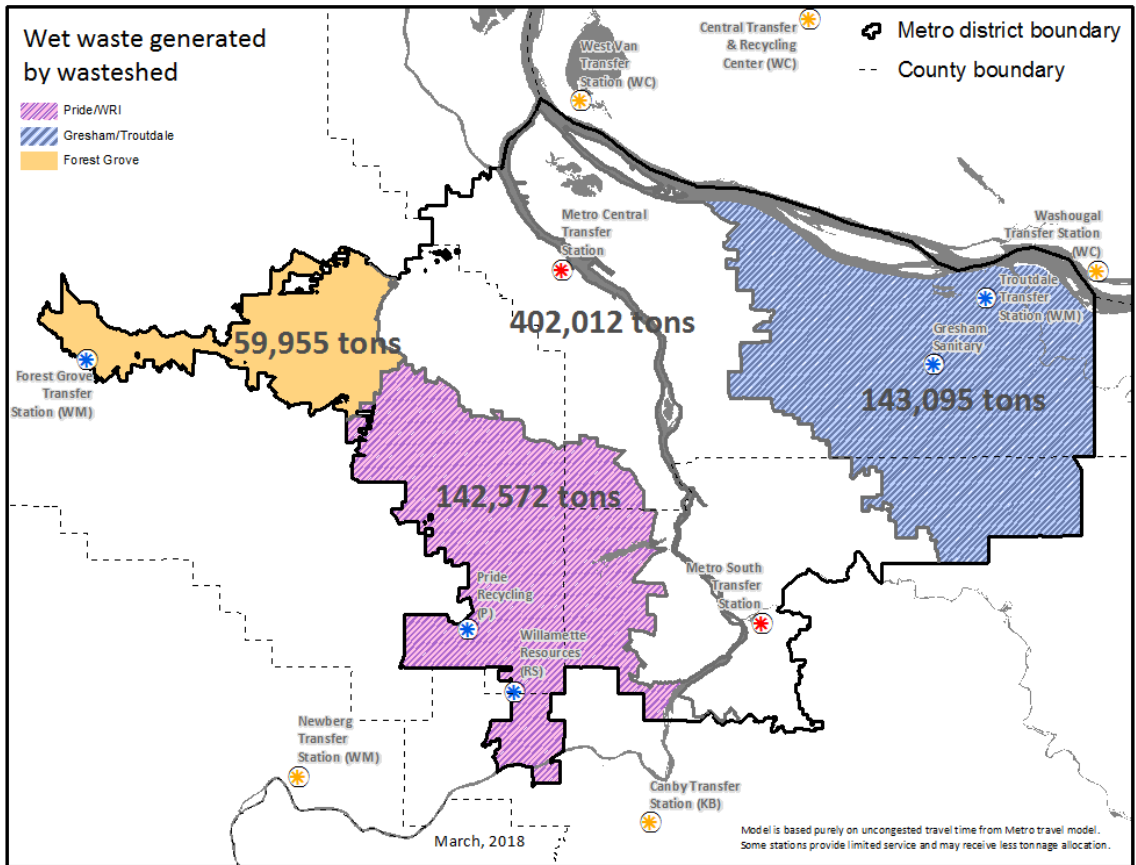 Wet waste generated
by wasteshed
Pride/WRI
Gresham/Troutdale
Forest Grove
West Van
Transfer
Station (WC)
Central Transfer
& Recycling
Center (WC)
Metro district boundary
County boundary
Metro Central
Transfer
Station
Washougal
Transfer Station
(WC)
Troutdale
Transfer
Station (WM)
Gresham
Sanitary
402,012 tons
59,955 tons
143,095 tons
Forest Grove
Transfer
Station (WM)
142,572 tons
Pride
Recycling
(P)
Metro South
Transfer
Station
Willamette
Resources
(RS)
Newberg
Transfer
Station (WM)
Canby Transfer
Station (KB)
March, 2018
Model is based purely on uncongested travel time from Metro travel model.
Some stations provide limited service and may receive less tonnage allocation.